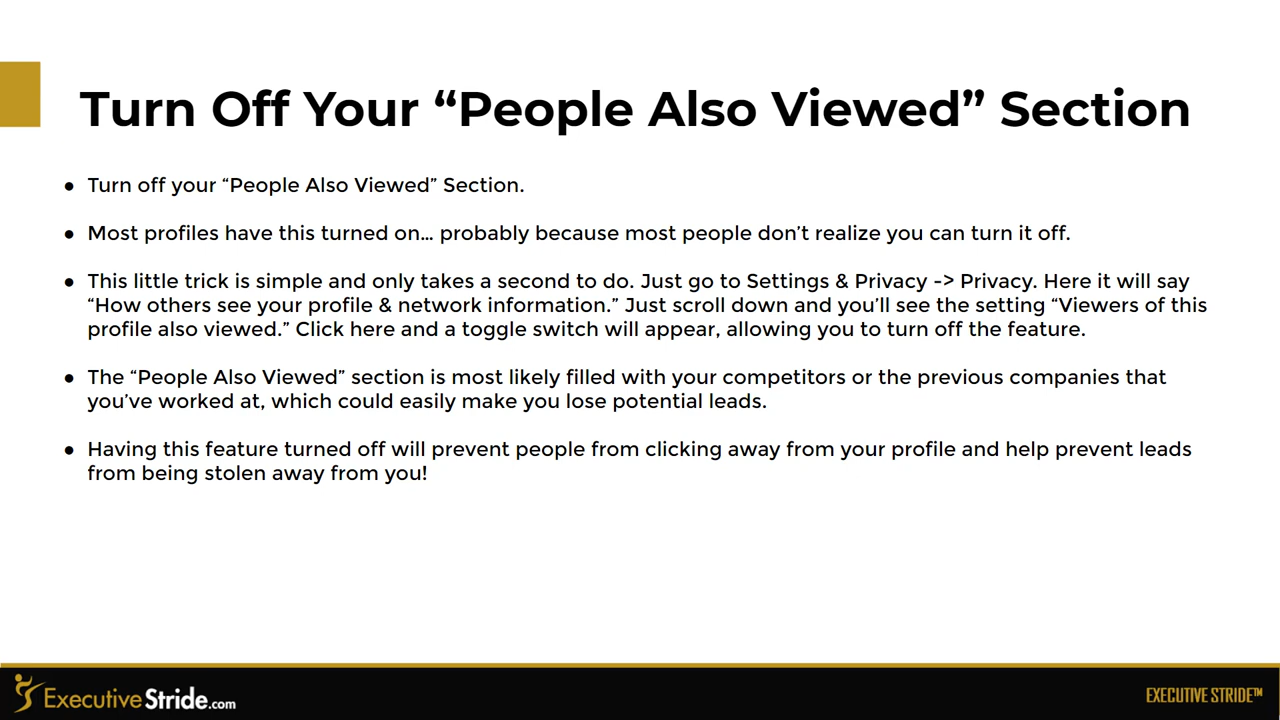 Turn Off Your “People Also Viewed” Section
● Turn off your “People Also Viewed” Section.
● Most profiles have this turned on… probably because most people don’t realize you can turn it off.
● This little trick is simple and only takes a second to do. Just go to Settings & Privacy -> Privacy. Here it will say
“How others see your profile & network information.” Just scroll down and you’ll see the setting “Viewers of this
profile also viewed.” Click here and a toggle switch will appear, allowing you to turn off the feature.
● The “People Also Viewed” section is most likely filled with your competitors or the previous companies that
you’ve worked at, which could easily make you lose potential leads.
● Having this feature turned off will prevent people from clicking away from your profile and help prevent leads
from being stolen away from you!
ExecutiveStride.com
EXECUTIVE STRIDE™